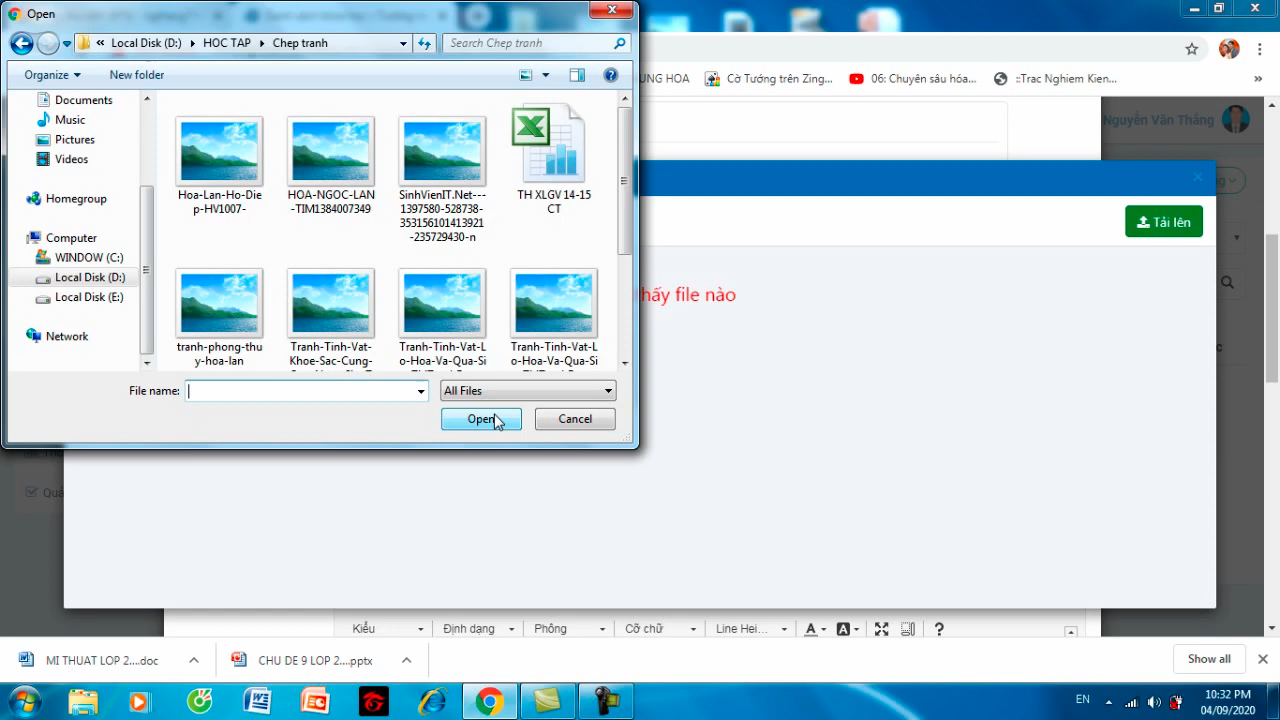 Open
« Local Disk (D:) HOC TAP Chep tranh
Search Chep tranh
Organize
New folder
Documents
Music
Pictures
Videos
Homegroup
Computer
WINDOW (C:)
Local Disk (D:)
Local Disk (E:)
Network
Hoa-Lan-Ho-Die
p-HV1007-
HOA-NGOC-LAN
-TIM1384007349
SinhVienIT.Net---
1397580-528738-
353156101413921
-235729430-n
TH XLGV 14-15
CT
tranh-phong-thu
y-hoa-lan
Tranh-Tinh-Vat-
Khoe-Sac-Cung-
Tranh-Tinh-Vat-L
o-Hoa-Va-Qua-Si
Tranh-Tinh-Vat-L
o-Hoa-Va-Qua-Si
File name:
All Files
Open
Cancel
UNG HOA
Cờ Tướng trên Zing...
06: Chuyên sâu hóa...
::Trac Nghiem Kien...
»
Nguyễn Văn Thắng
Tải lên
hấy file nào
Quả
Kiểu
Định dạng
Phông
Cỡ chữ
Line Hei...
A
A
?
MI THUAT LOP 2....doc
CHU DE 9 LOP 2....pptx
Show all
EN
10:32 PM
04/09/2020